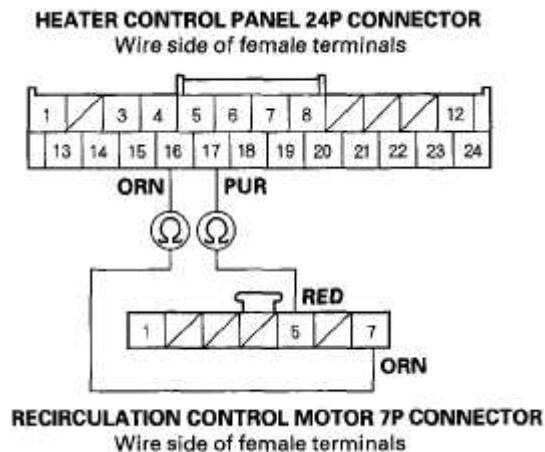 HEATER CONTROL PANEL 24P CONNECTOR
Wire side of female terminals
1 3 4 5 6 7 8 12
13 14 15 16 17 18 19 20 21 22 23 24
ORN PUR
Ω Ω
RED
1 5 7
ORN
RECIRCULATION CONTROL MOTOR 7P CONNECTOR
Wire side of female terminals